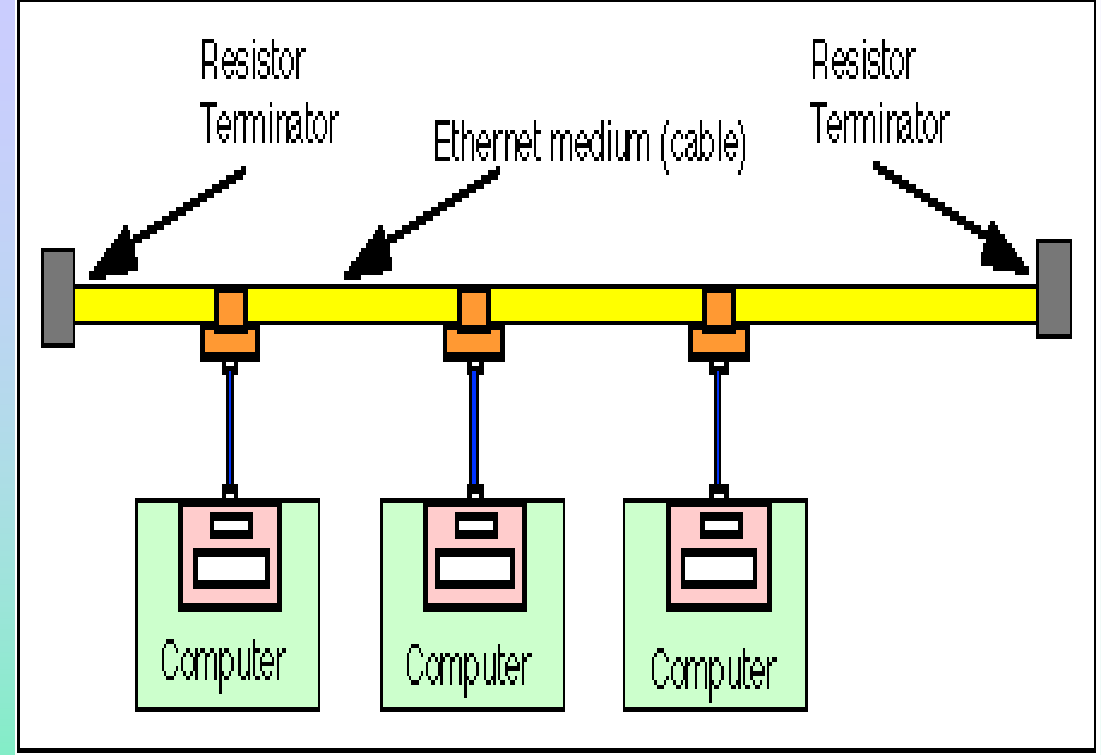 Resistor
Terminator
Ethernet medium (cable)
Resistor
Terminator
Computer
Computer
Computer